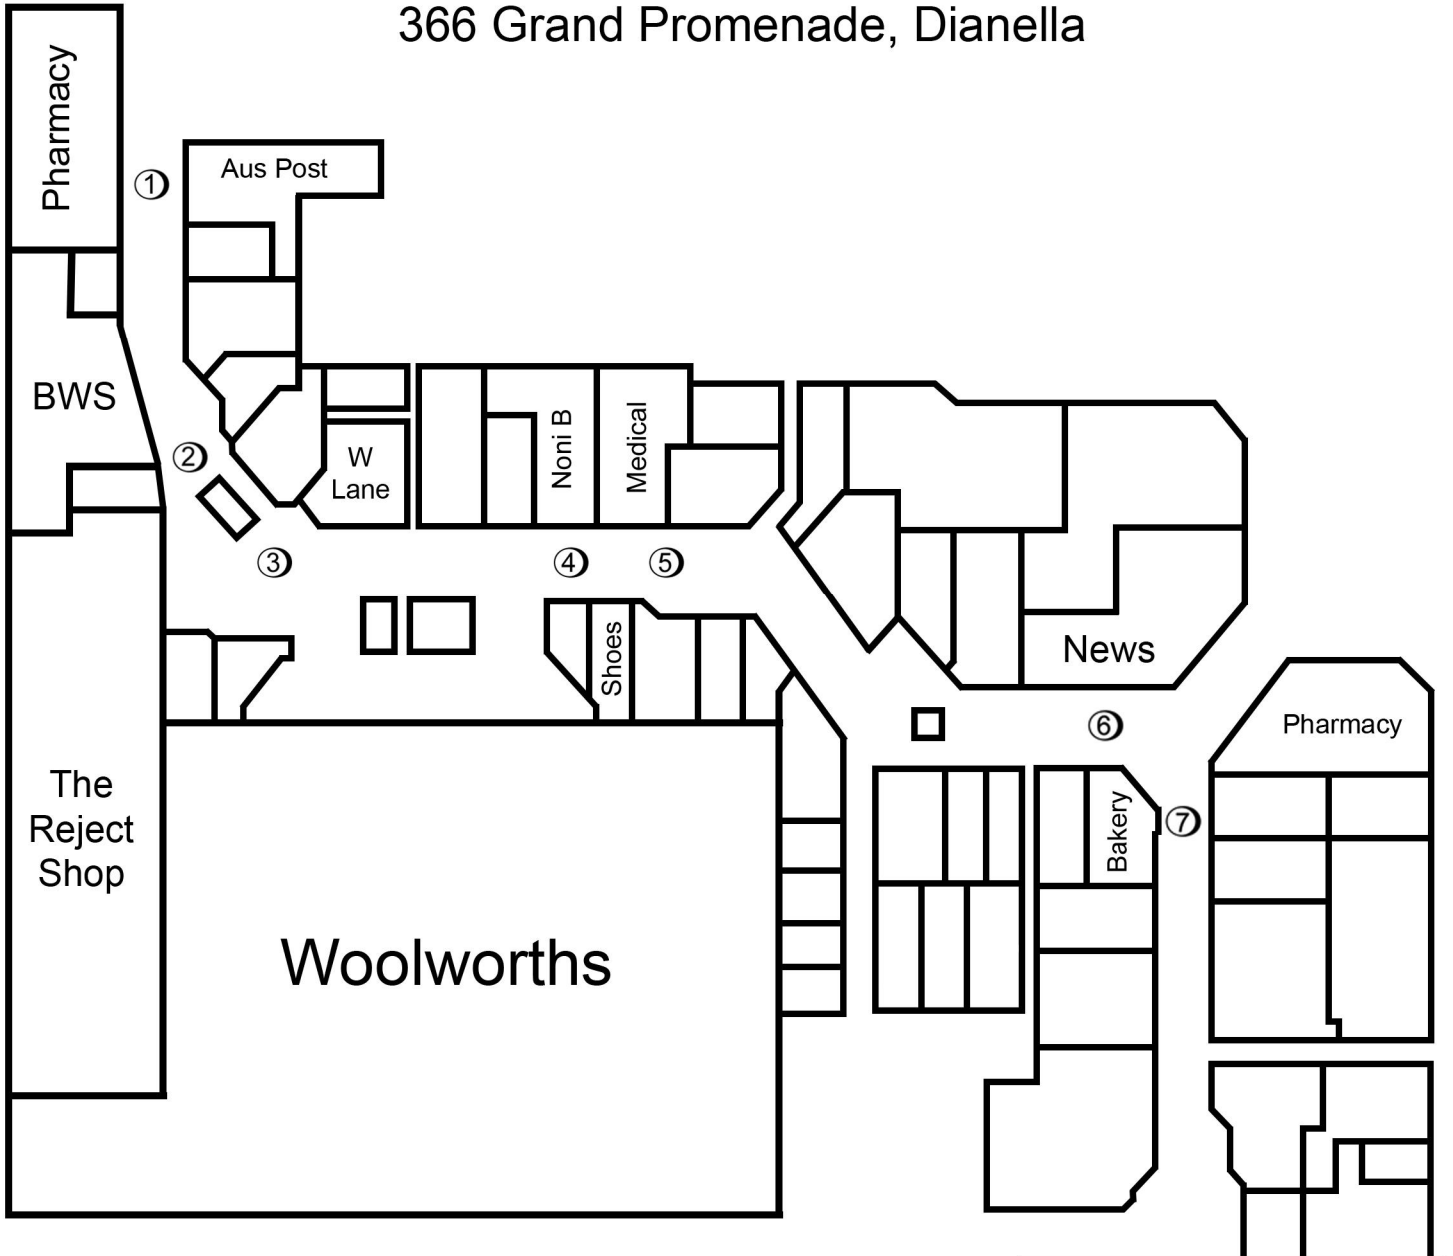 366 Grand Promenade, Dianella
Pharmacy
1
Aus Post
BWS
2
W
Lane
Noni B
Medical
3
4
5
Shoes
News
6
Pharmacy
7
Bakery
The
Reject
Shop
Woolworths